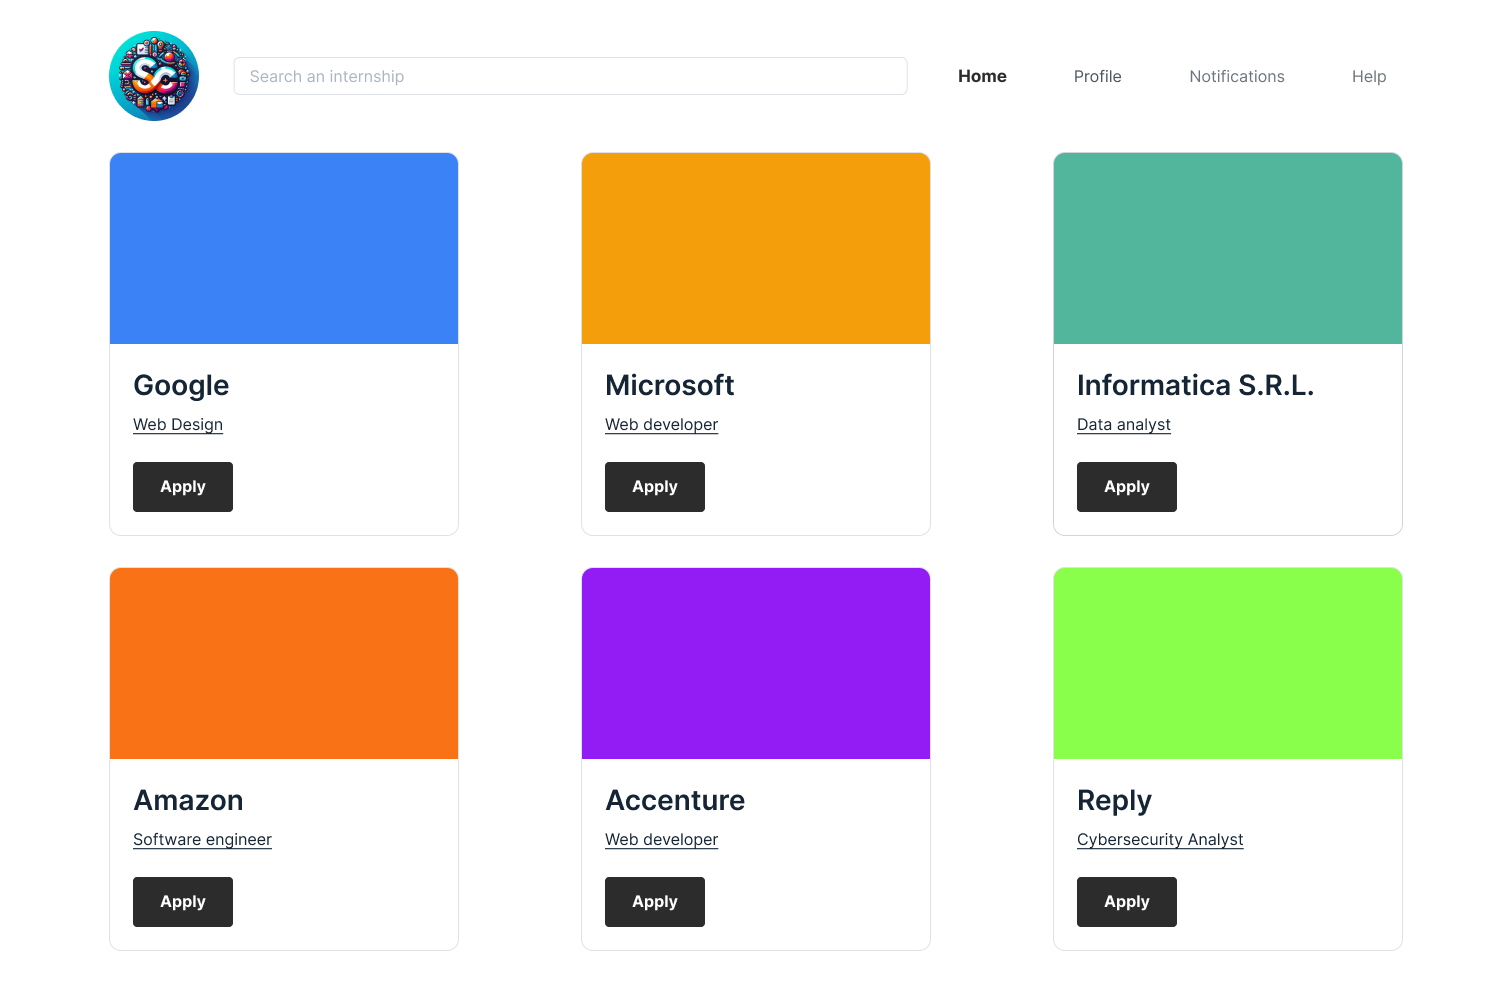 SC
Search an internship
Home
Profile
Notifications
Help
Google
Web Design
Apply
Microsoft
Web developer
Apply
Informatica S.R.L.
Data analyst
Apply
Amazon
Software engineer
Apply
Accenture
Web developer
Apply
Reply
Cybersecurity Analyst
Apply